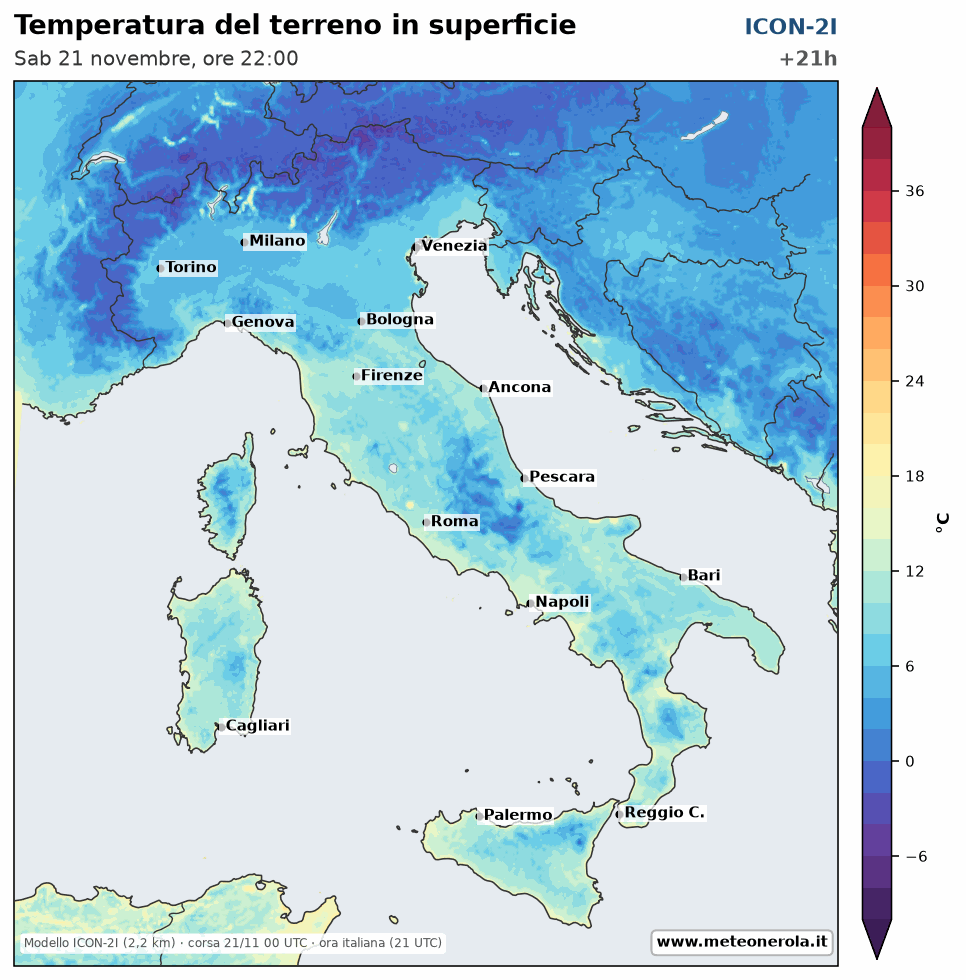 Temperatura del terreno in superficie
ICON-2I
Sab 21 novembre, ore 22:00
+21h
Milano
Venezia
Torino
Genova
Bologna
Firenze
Ancona
Pescara
Roma
Bari
Napoli
Cagliari
Palermo
Reggio C.
36
30
24
18
12
6
0
−6
°C
Modello ICON-2I (2,2 km) · corsa 21/11 00 UTC · ora italiana (21 UTC)
www.meteonerola.it